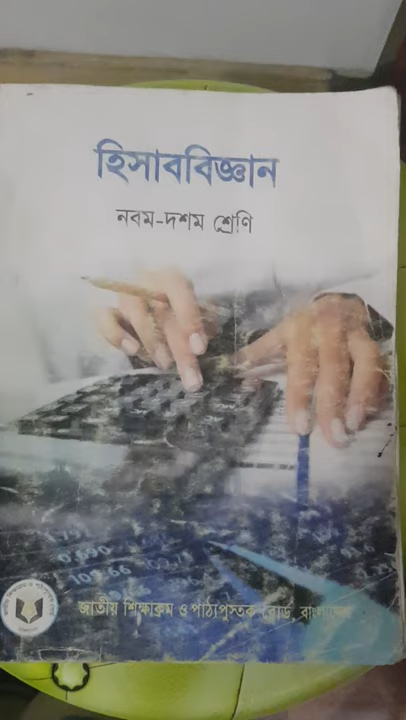 হিসাববিজ্ঞান
নবম-দশম শ্রেণি
জাতীয় শিক্ষাক্রম ও পাঠ্যপুস্তক বোর্ড, বাংলাদেশ